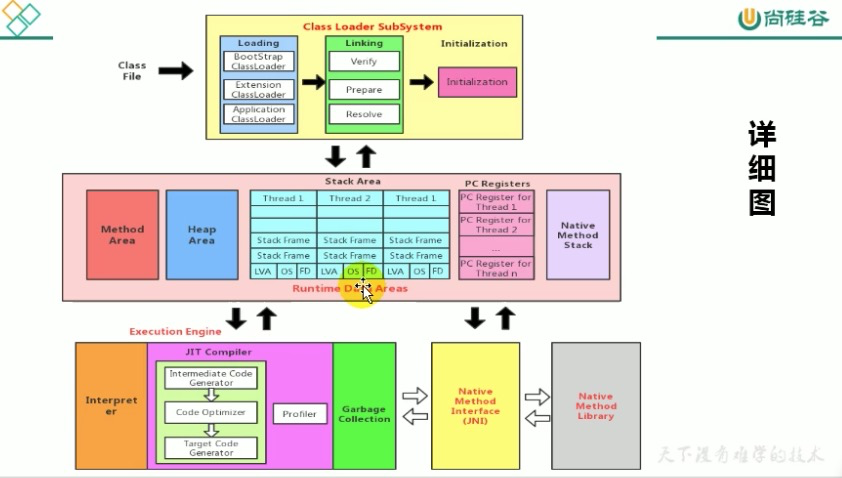 尚硅谷
Class Loader SubSystem
Class
File
Loading
BootStrap
ClassLoader
Extension
ClassLoader
Application
ClassLoader
Linking
Verify
Prepare
Resolve
Initialization
Initialization
详
细
图
Stack Area
Method
Area
Heap
Area
Thread 1
Thread 2
Thread 1
Stack Frame
Stack Frame
Stack Frame
Stack Frame
Stack Frame
Stack Frame
LVA OS FD LVA OS FD LVA OS FD
PC Registers
PC Register for
Thread 1
PC Register for
Thread 2
...
PC Register for
Thread n
Native
Method
Stack
Runtime Areas
Execution Engine
Interpret
er
JIT Compiler
Intermediate Code
Generator
Code Optimizer
Target Code
Generator
Profiler
Garbage
Collection
Native
Method
Interface
(JNI)
Native
Method
Library
天下没有难学的技术